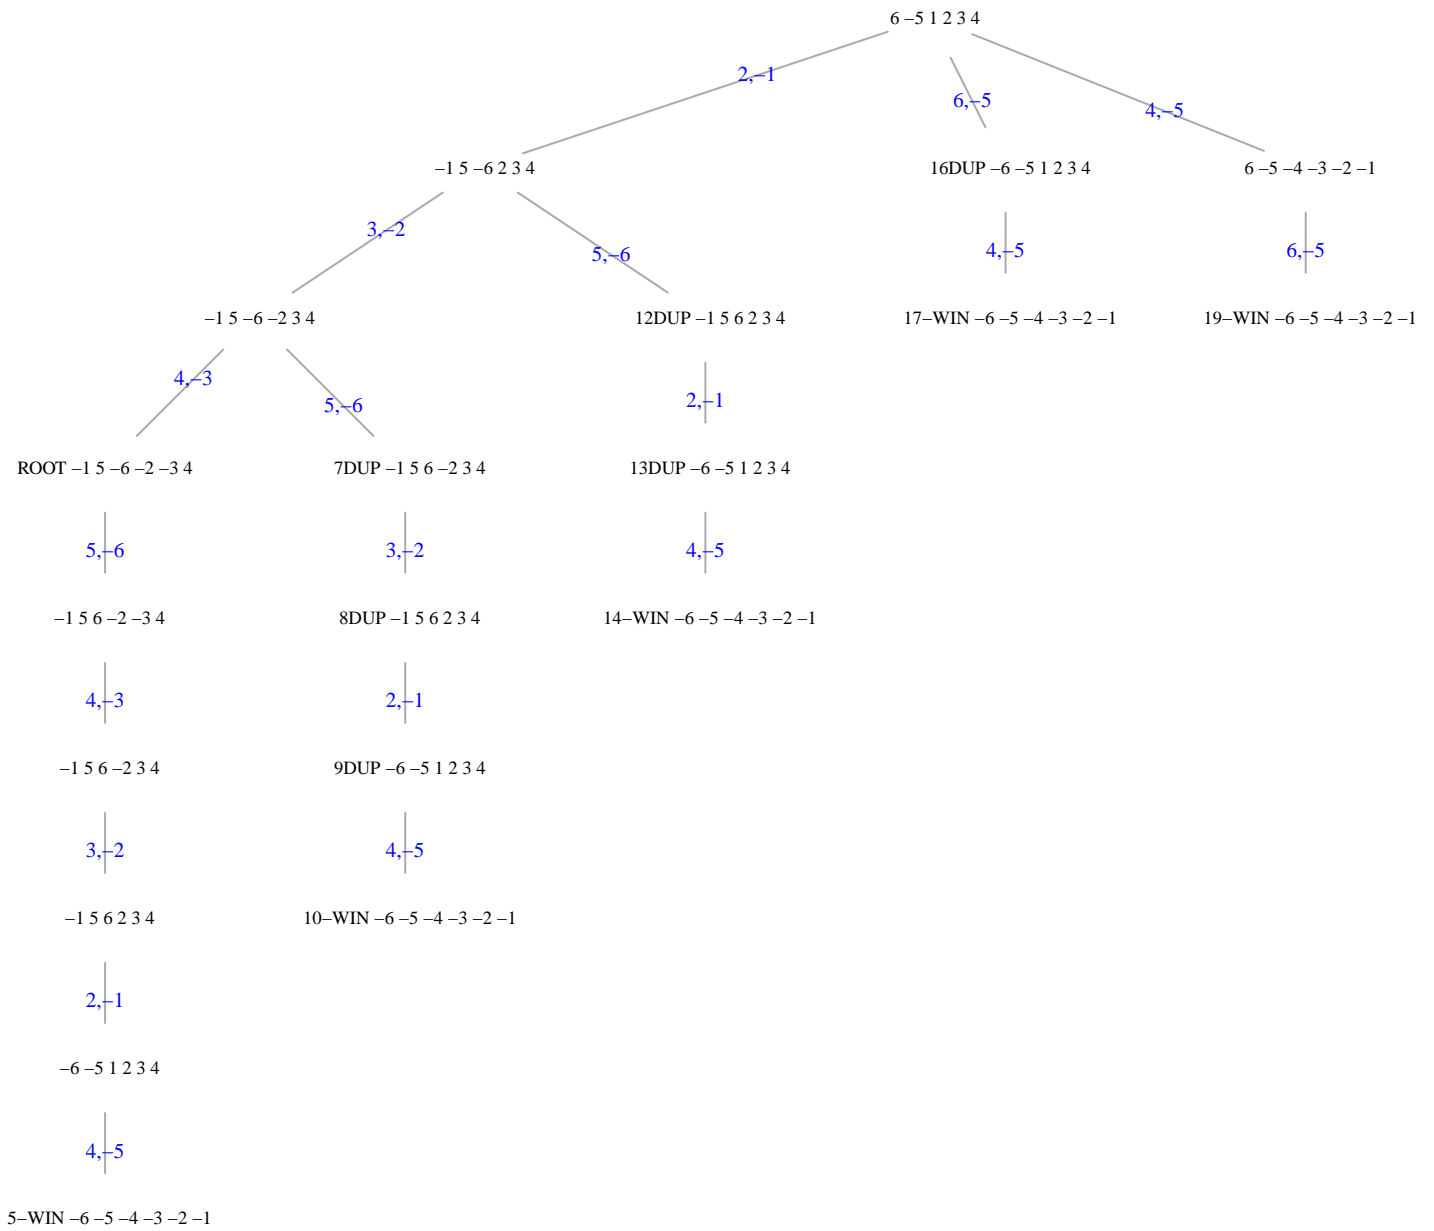 6 –5 1 2 3 4
2,–1
6,–5
4,–5
–1 5 –6 2 3 4
16DUP –6 –5 1 2 3 4
6 –5 –4 –3 –2 –1
3,–2
5,–6
4,–5
6,–5
–1 5 –6 –2 3 4
12DUP –1 5 6 2 3 4
17–WIN –6 –5 –4 –3 –2 –1
19–WIN –6 –5 –4 –3 –2 –1
4,–3
5,–6
2,–1
ROOT –1 5 –6 –2 –3 4
7DUP –1 5 6 –2 3 4
13DUP –6 –5 1 2 3 4
5,–6
3,–2
4,–5
–1 5 6 –2 –3 4
8DUP –1 5 6 2 3 4
14–WIN –6 –5 –4 –3 –2 –1
4,–3
2,–1
–1 5 6 –2 3 4
9DUP –6 –5 1 2 3 4
3,–2
4,–5
–1 5 6 2 3 4
10–WIN –6 –5 –4 –3 –2 –1
2,–1
–6 –5 1 2 3 4
4,–5
5–WIN –6 –5 –4 –3 –2 –1